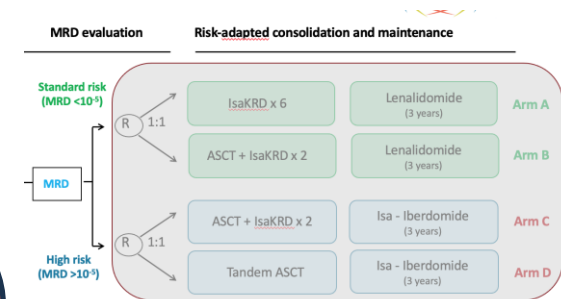 MRD evaluation
Risk-adapted consolidation and maintenance
Standard risk
(MRD <10⁻⁵)
R 1:1
IsaKRD x 6
Lenalidomide
(3 years)
Arm A
ASCT + IsaKRD x 2
Lenalidomide
(3 years)
Arm B
MRD
High risk
(MRD >10⁻⁵)
R 1:1
ASCT + IsaKRD x 2
Isa - Iberdomide
(3 years)
Arm C
Tandem ASCT
Isa - Iberdomide
(3 years)
Arm D